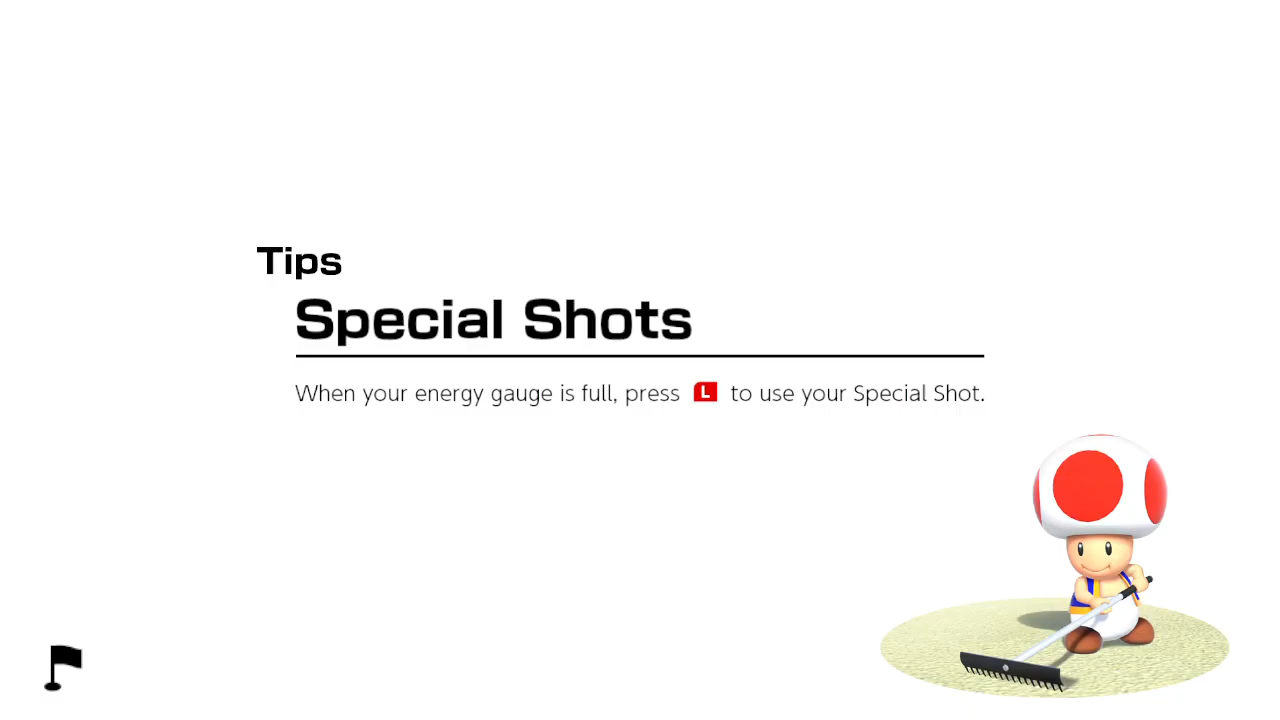 Tips
Special Shots
When your energy gauge is full, press L to use your Special Shot.